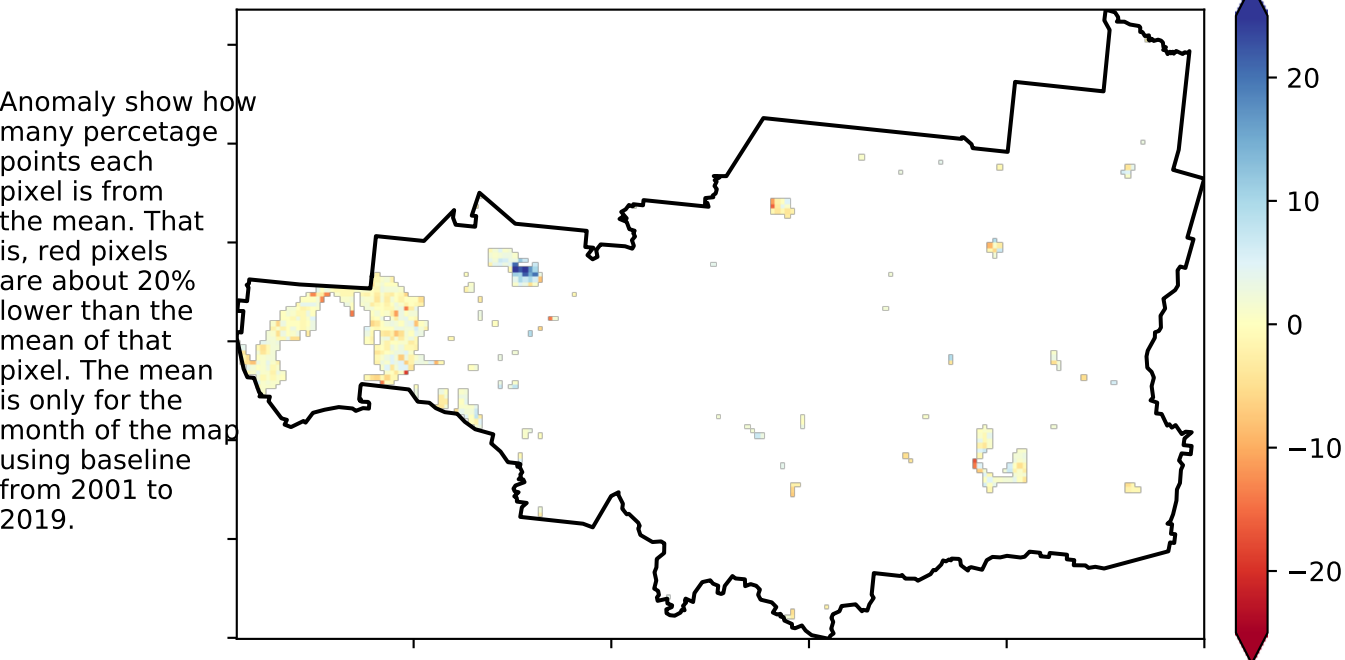 Anomaly show how
many percetage
points each
pixel is from
the mean. That
is, red pixels
are about 20%
lower than the
mean of that
pixel. The mean
is only for the
month of the map
using baseline
from 2001 to
2019.
20
10
0
−10
−20